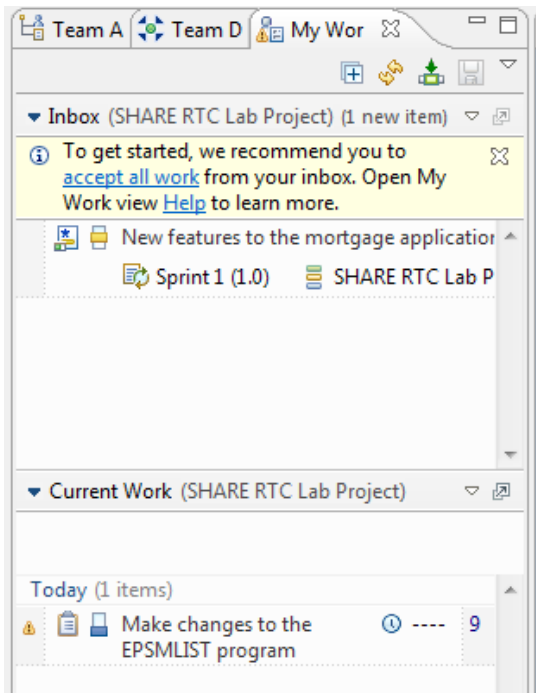 Team A Team D My Wor
Inbox (SHARE RTC Lab Project) (1 new item)
To get started, we recommend you to
accept all work from your inbox. Open My
Work view Help to learn more.
New features to the mortgage application
Sprint 1 (1.0) SHARE RTC Lab P
Current Work (SHARE RTC Lab Project)
Today (1 items)
Make changes to the ---- 9
EPSMLIST program